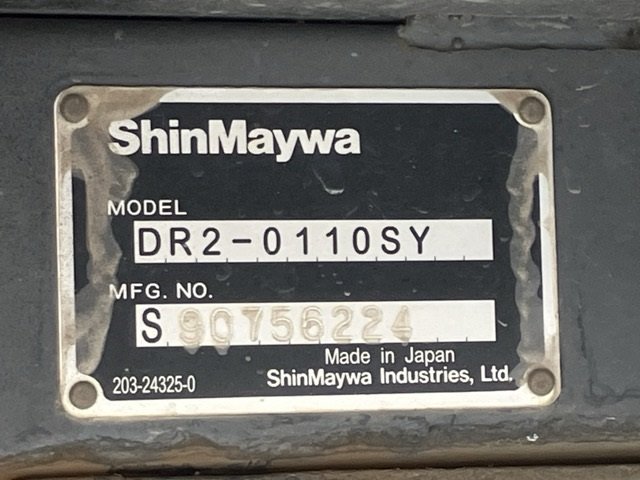 ShinMaywa
MODEL
DR2-0110SY
MFG. NO.
S 90756224
Made in Japan
203-24325-0
ShinMaywa Industries, Ltd.